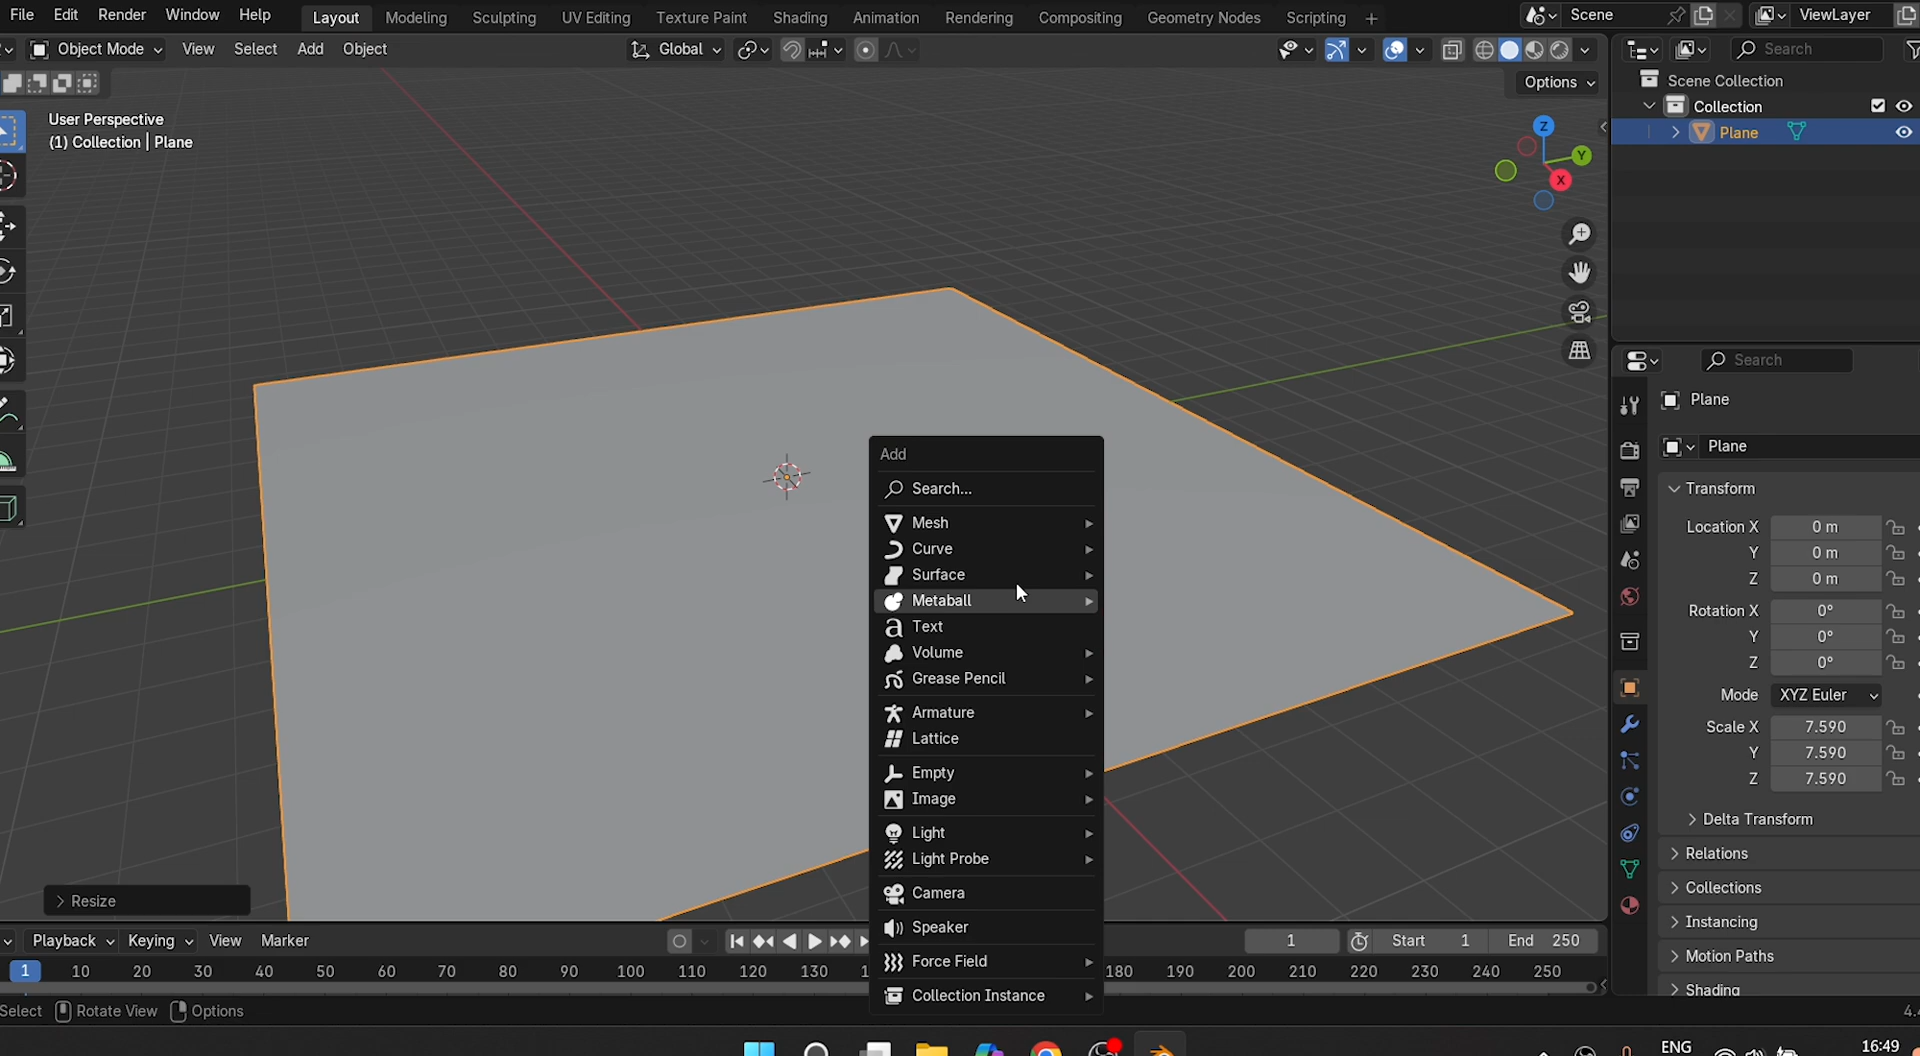 File Edit Render Window Help Layout Modeling Sculpting UV Editing Texture Paint Shading Animation Rendering Compositing Geometry Nodes Scripting + Scene ViewLayer
Object Mode View Select Add Object Global Search
Options
Scene Collection
Collection
Plane
User Perspective
(1) Collection | Plane
Z
Y
X
Search
Plane
Plane
Transform
Location X 0 m
Y 0 m
Z 0 m
Rotation X 0°
Y 0°
Z 0°
Mode XYZ Euler
Scale X 7.590
Y 7.590
Z 7.590
Delta Transform
Relations
Collections
Instancing
Motion Paths
Shading
Add
Search...
Mesh
Curve
Surface
Metaball
Text
Volume
Grease Pencil
Armature
Lattice
Empty
Image
Light
Light Probe
Camera
Speaker
Force Field
Collection Instance
Resize
Playback Keying View Marker 1 Start 1 End 250
1 10 20 30 40 50 60 70 80 90 100 110 120 130 180 190 200 210 220 230 240 250
Select Rotate View Options
ENG 16:49